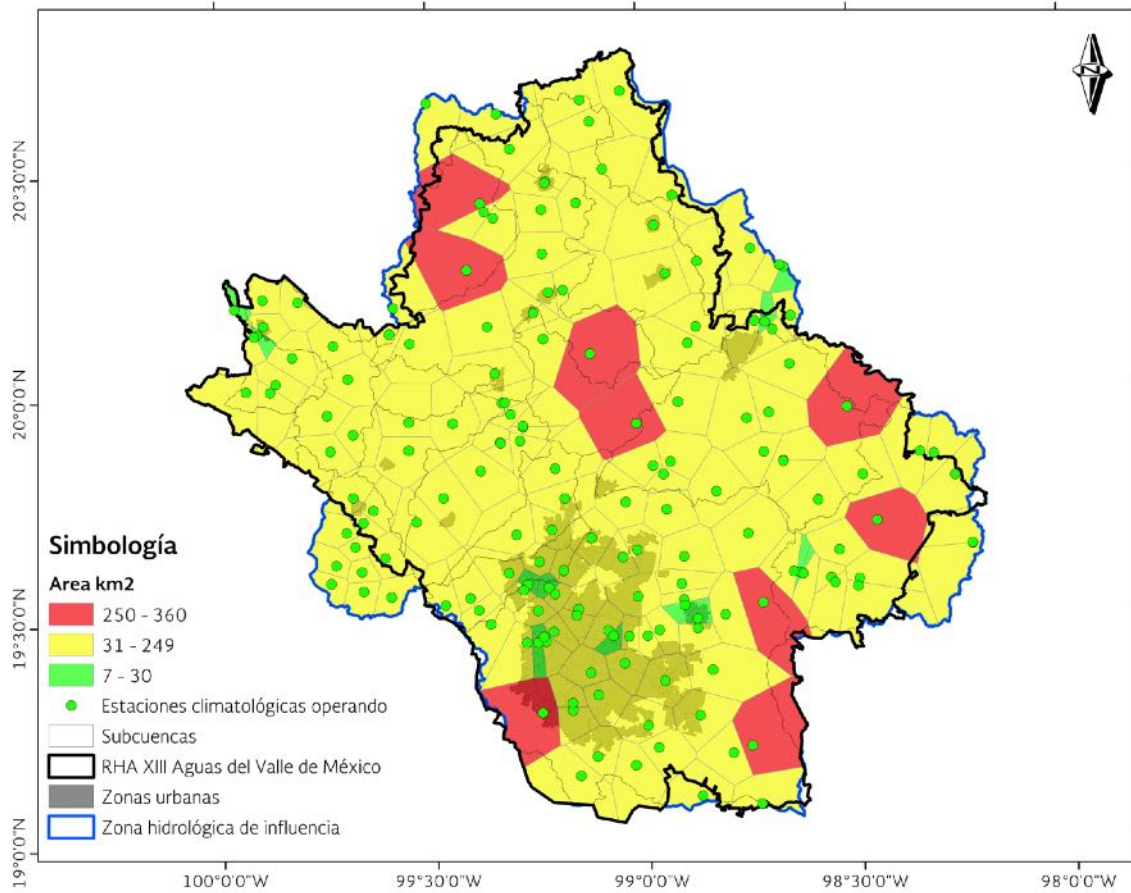 N
20°30'0"N
20°0'0"N
19°30'0"N
19°0'0"N
Simbología
Area km2
250 - 360
31 - 249
7 - 30
Estaciones climatológicas operando
Subcuencas
RHA XIII Aguas del Valle de México
Zonas urbanas
Zona hidrológica de influencia
100°0'0"W
99°30'0"W
99°0'0"W
98°30'0"W
98°0'0"W